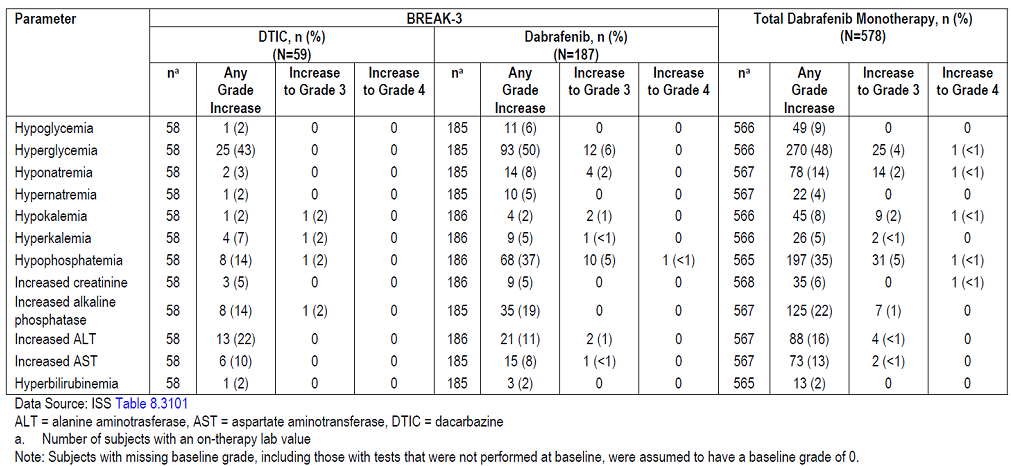 Parameter BREAK-3 Total Dabrafenib Monotherapy, n (%)
DTIC, n (%) Dabrafenib, n (%) (N=578)
(N=59) (N=187)
nᵃ Any Increase Increase nᵃ Any Increase Increase nᵃ Any Increase Increase
Grade to Grade 3 to Grade 4 Grade to Grade 3 to Grade 4 Grade to Grade 3 to Grade 4
Increase Increase Increase
Hypoglycemia 58 1 (2) 0 0 185 11 (6) 0 0 566 49 (9) 0 0
Hyperglycemia 58 25 (43) 0 0 185 93 (50) 12 (6) 0 566 270 (48) 25 (4) 1 (<1)
Hyponatremia 58 2 (3) 0 0 185 14 (8) 4 (2) 0 567 78 (14) 14 (2) 1 (<1)
Hypernatremia 58 1 (2) 0 0 185 10 (5) 0 0 567 22 (4) 0 0
Hypokalemia 58 1 (2) 1 (2) 0 186 4 (2) 2 (1) 0 566 45 (8) 9 (2) 1 (<1)
Hyperkalemia 58 4 (7) 1 (2) 0 186 9 (5) 1 (<1) 0 566 26 (5) 2 (<1) 0
Hypophosphatemia 58 8 (14) 1 (2) 0 186 68 (37) 10 (5) 1 (<1) 565 197 (35) 31 (5) 1 (<1)
Increased creatinine 58 3 (5) 0 0 186 9 (5) 0 0 568 35 (6) 0 1 (<1)
Increased alkaline
phosphatase 58 8 (14) 1 (2) 0 185 35 (19) 0 0 567 125 (22) 7 (1) 0
Increased ALT 58 13 (22) 0 0 186 21 (11) 2 (1) 0 567 88 (16) 4 (<1) 0
Increased AST 58 6 (10) 0 0 185 15 (8) 1 (<1) 0 567 73 (13) 2 (<1) 0
Hyperbilirubinemia 58 1 (2) 0 0 185 3 (2) 0 0 565 13 (2) 0 0
Data Source: ISS Table 8.3101
ALT = alanine aminotrasferase, AST = aspartate aminotransferase, DTIC = dacarbazine
a. Number of subjects with an on-therapy lab value
Note: Subjects with missing baseline grade, including those with tests that were not performed at baseline, were assumed to have a baseline grade of 0.